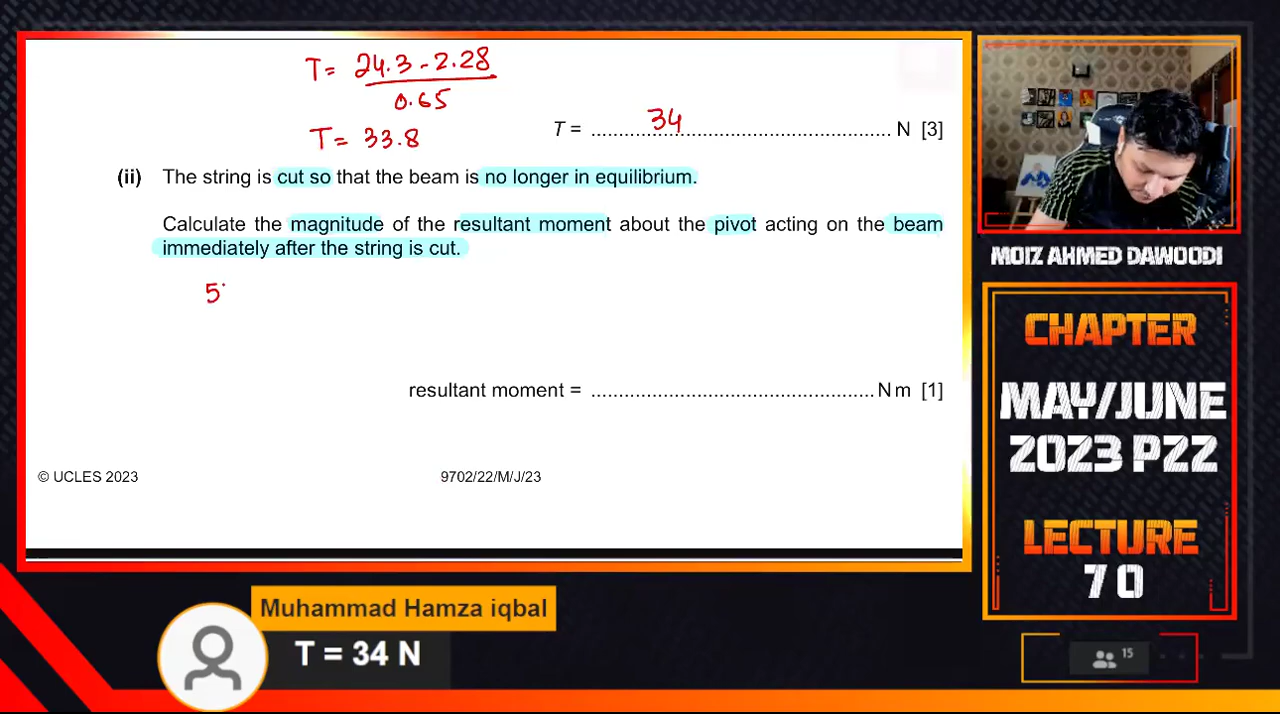 T = 24.3 - 2.28
0.65
T = 33.8
T = 34 N [3]
(ii) The string is cut so that the beam is no longer in equilibrium.
Calculate the magnitude of the resultant moment about the pivot acting on the beam
immediately after the string is cut.
5
resultant moment = ................................................... N m [1]
© UCLES 2023
9702/22/M/J/23
MOIZ AHMED DAWOODI
CHAPTER
MAY/JUNE
2023 P22
LECTURE
70
Muhammad Hamza iqbal
T = 34 N
15